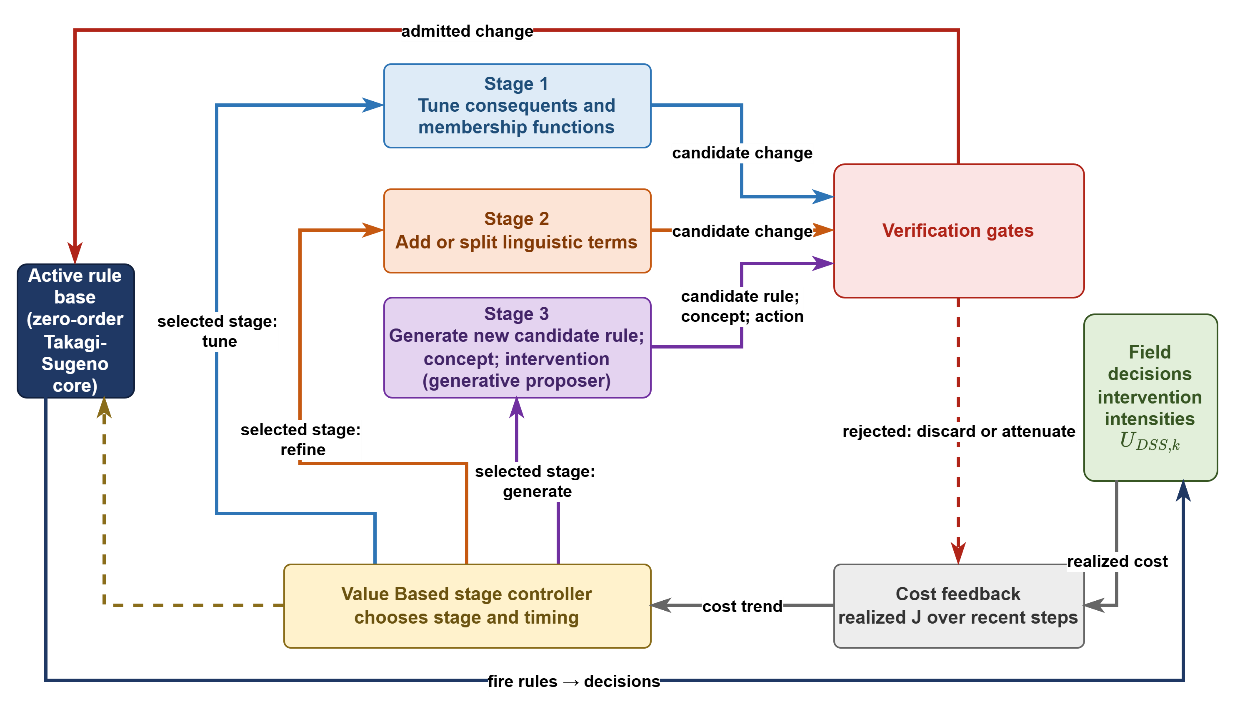 admitted change
Stage 1
Tune consequents and
membership functions
candidate change
Stage 2
Add or split linguistic terms
candidate change
Verification gates
Stage 3
Generate new candidate rule;
concept; intervention
(generative proposer)
candidate rule;
concept; action
Active rule
base
(zero-order
Takagi-
Sugeno
core)
selected stage:
tune
selected stage:
refine
selected stage:
generate
rejected: discard or attenuate
Field
decisions
intervention
intensities
U_{DSS,k}
realized cost
Value Based stage controller
chooses stage and timing
cost trend
Cost feedback
realized J over recent steps
fire rules → decisions